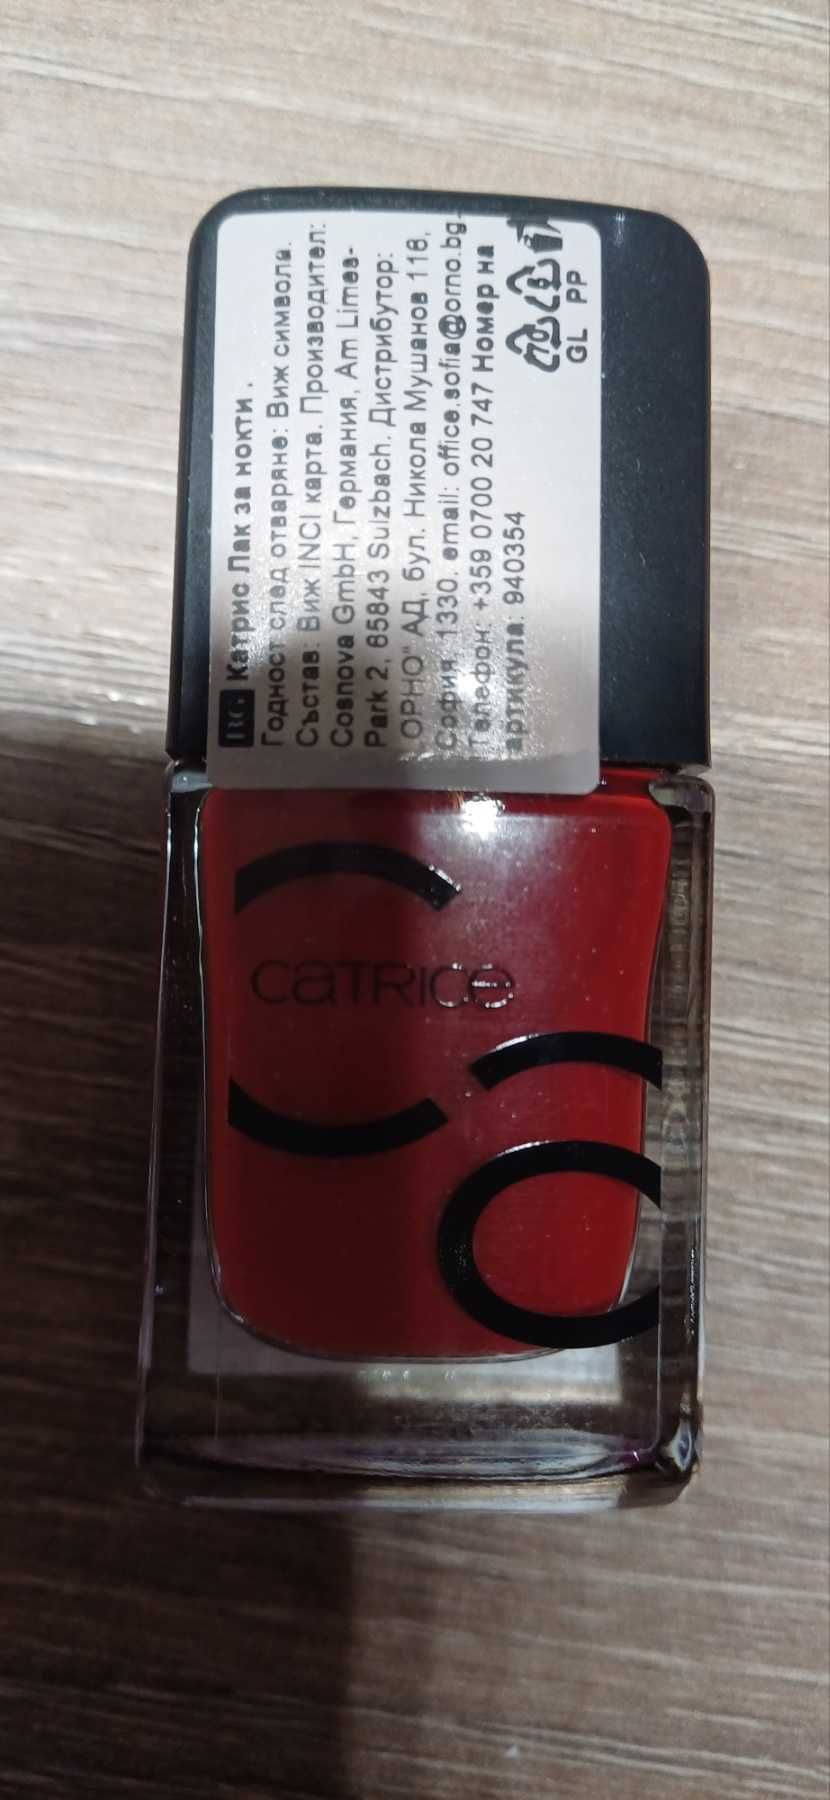 BG Катрис Лак за нокти .
Годност след отваряне: Виж символа.
Състав: Виж INCI карта. Производител:
Cosnova GmbH, Германия, Am Limes-
Park 2, 65843 Sulzbach. Дистрибутор:
ОРНО" АД, бул. Никола Мушанов 118,
София 1330. email: office.sofia@orno.bg.
Телефон: +359 0700 20 747 Номер на
артикула: 940354
GL PP
CATRICE